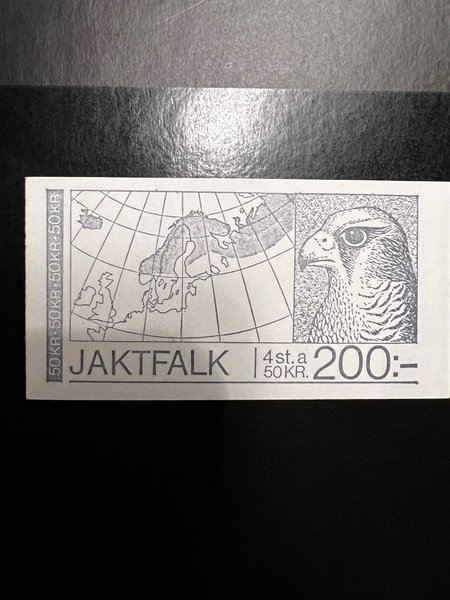 50 KR · 50 KR · 50 KR · 50 KR
JAKTFALK
4 st. a
50 KR.
200:-